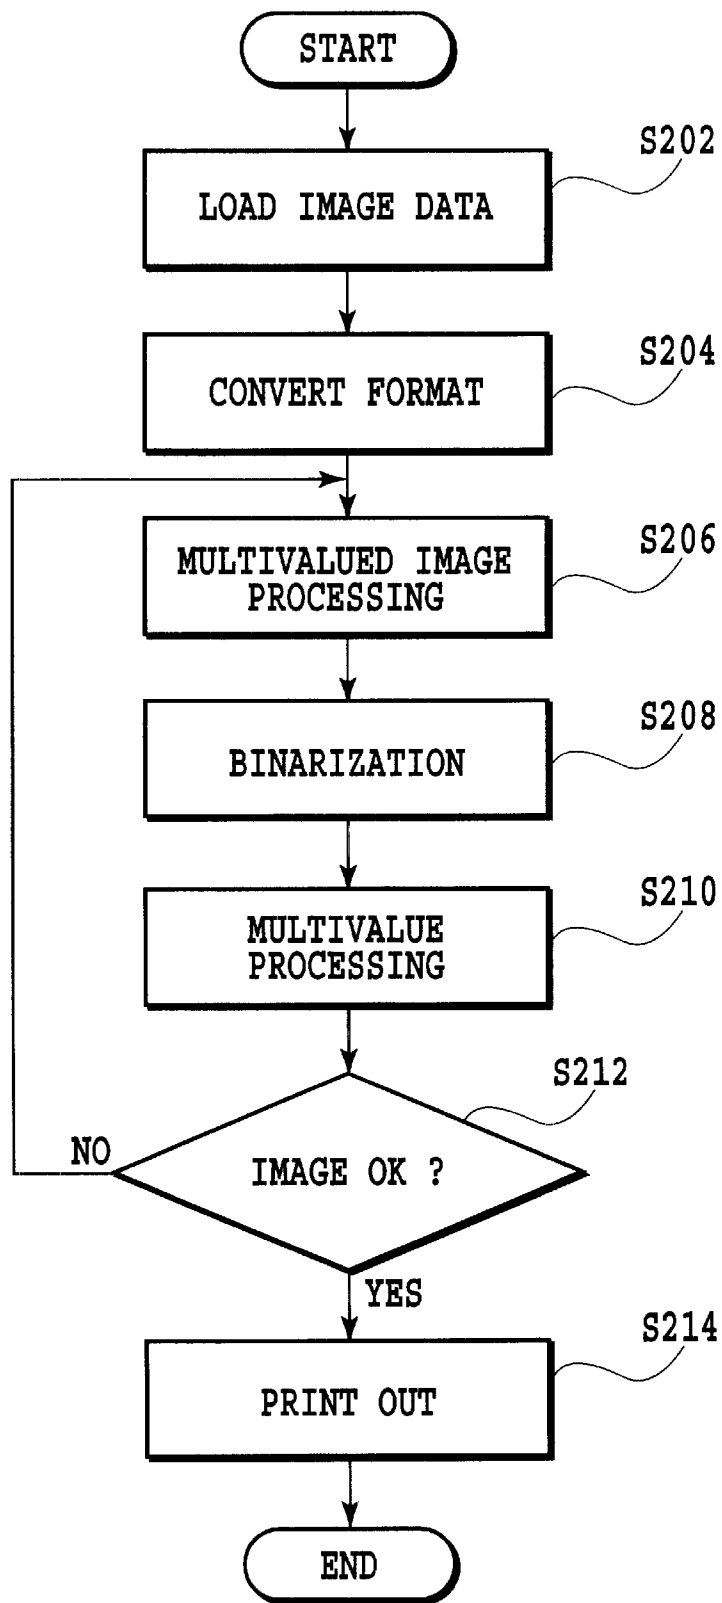 START
S202
LOAD IMAGE DATA
S204
CONVERT FORMAT
S206
MULTIVALUED IMAGE
PROCESSING
S208
BINARIZATION
S210
MULTIVALUE
PROCESSING
S212
NO
IMAGE OK ?
YES
S214
PRINT OUT
END